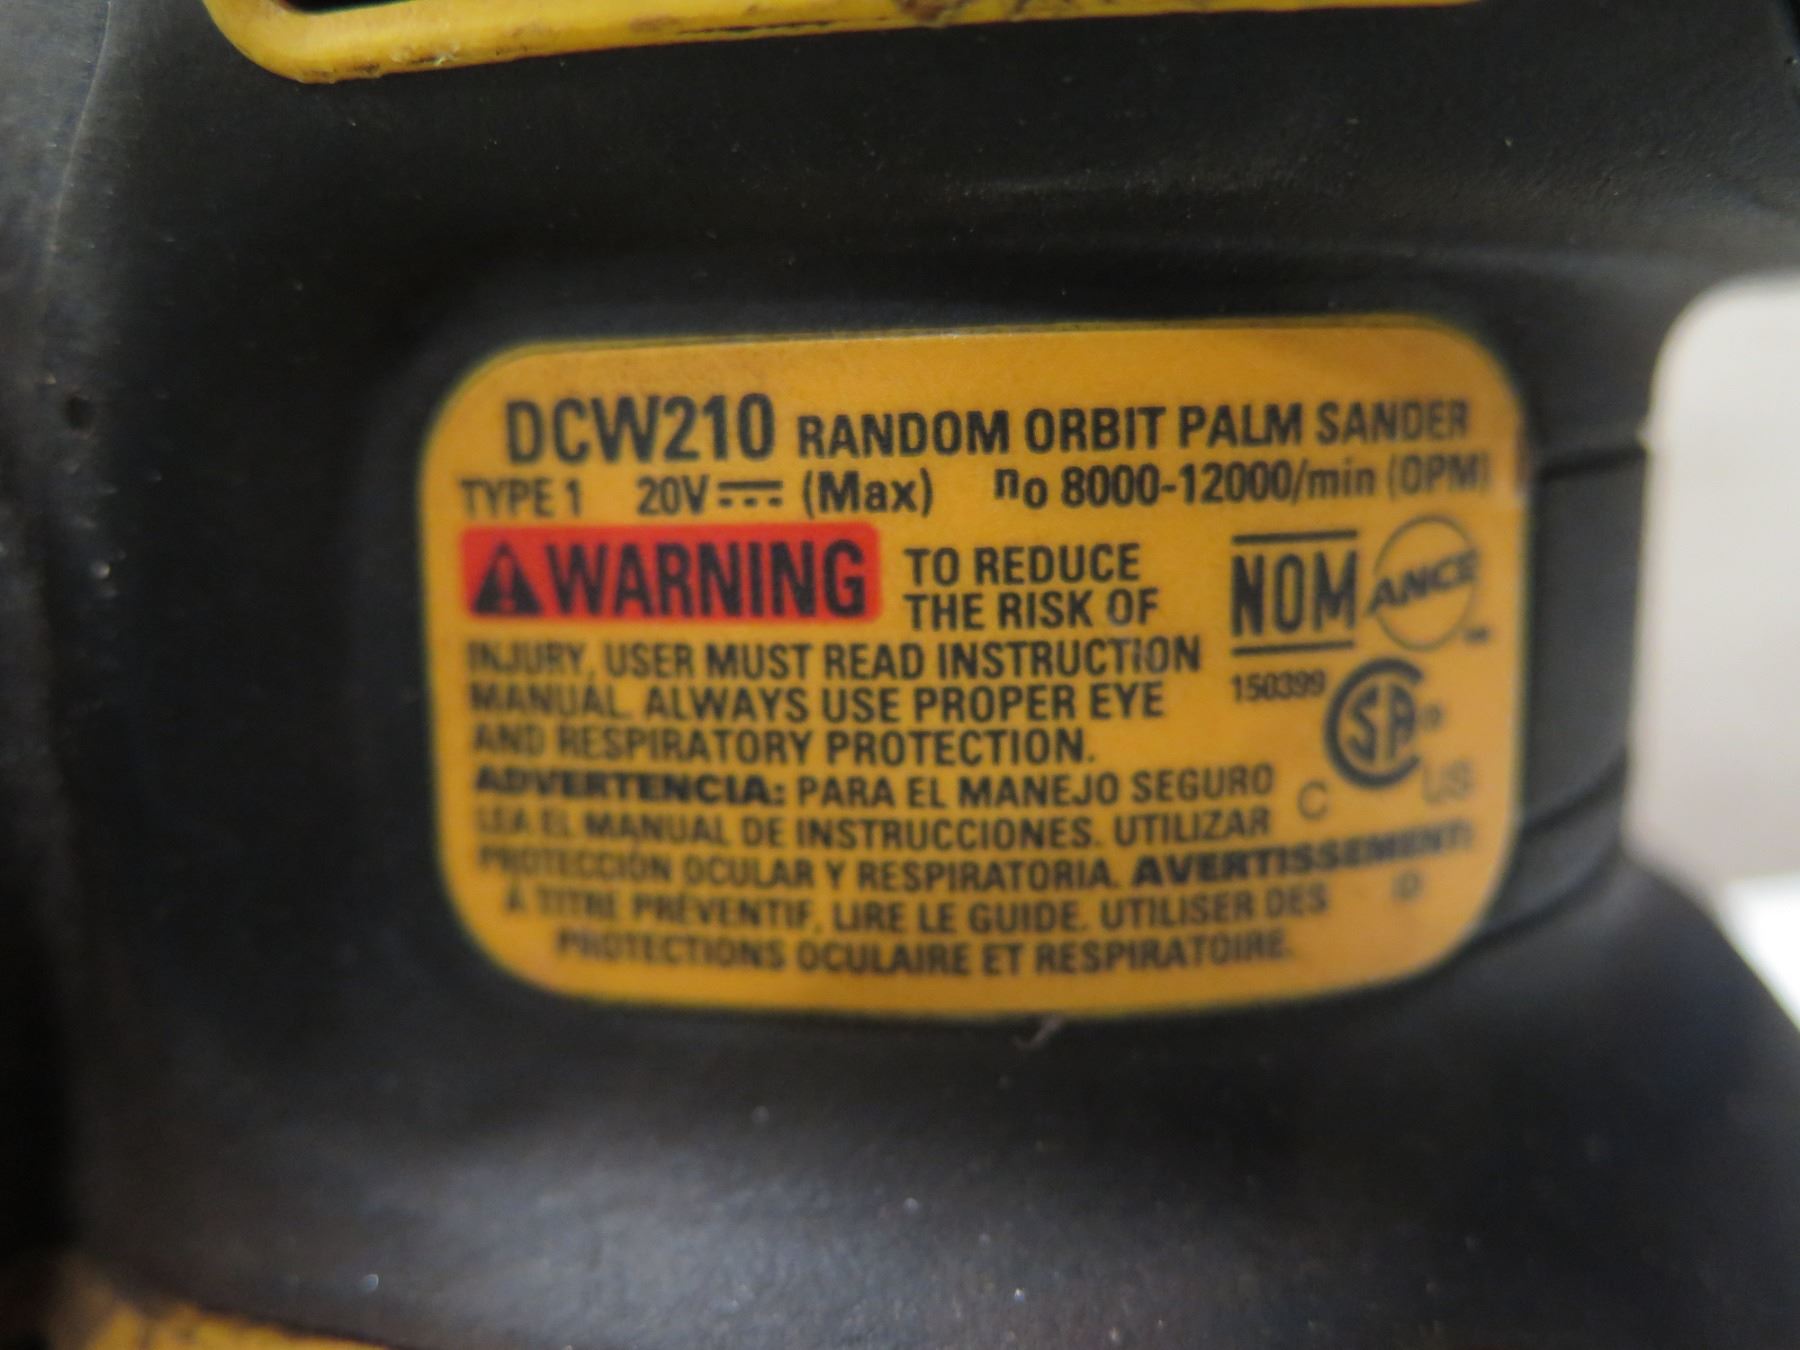 DCW210 RANDOM ORBIT PALM SANDER
TYPE 1 20V⎓ (Max) n₀ 8000-12000/min (OPM)
WARNING TO REDUCE
THE RISK OF
INJURY, USER MUST READ INSTRUCTION
MANUAL. ALWAYS USE PROPER EYE
AND RESPIRATORY PROTECTION.
NOM ANCE ™
150399
CSA ®
C US
ADVERTENCIA: PARA EL MANEJO SEGURO
LEA EL MANUAL DE INSTRUCCIONES. UTILIZAR
PROTECCIÓN OCULAR Y RESPIRATORIA. AVERTISSEMENT:
À TITRE PRÉVENTIF, LIRE LE GUIDE. UTILISER DES
PROTECTIONS OCULAIRE ET RESPIRATOIRE.